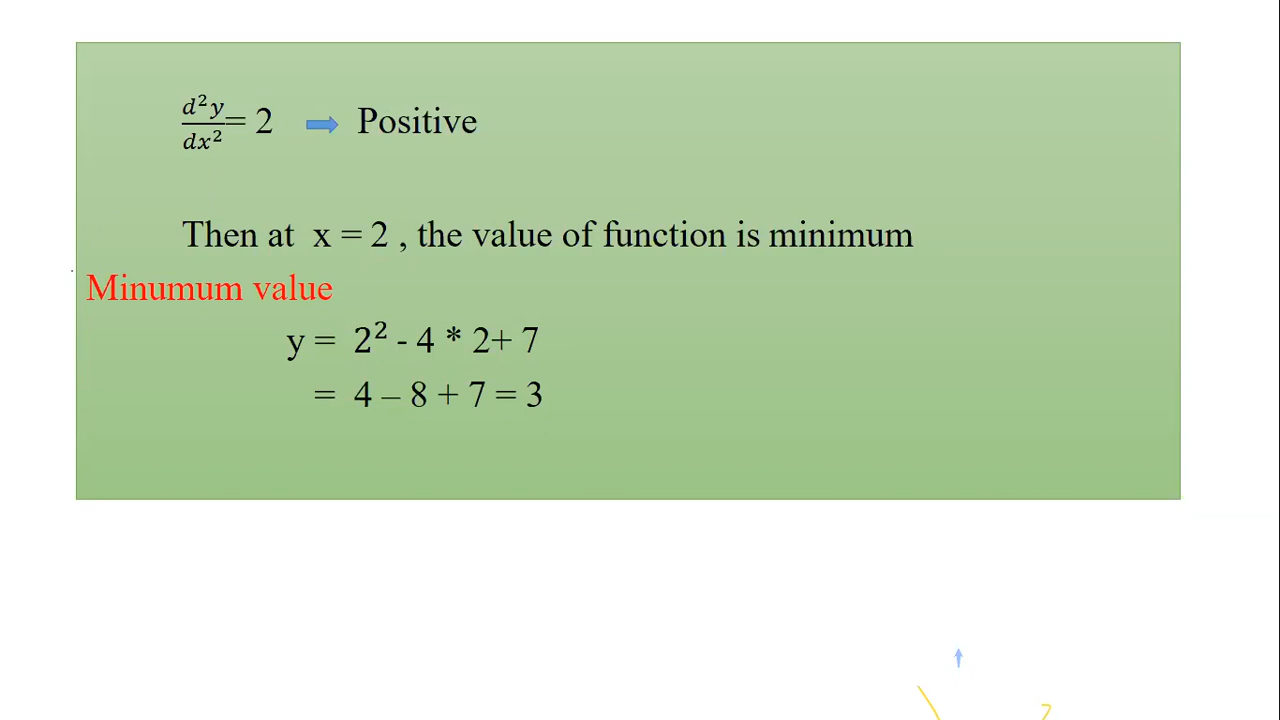 d²y/dx² = 2 ⇨ Positive
Then at x = 2 , the value of function is minimum
Minumum value
y = 2² - 4 * 2+ 7
= 4 – 8 + 7 = 3